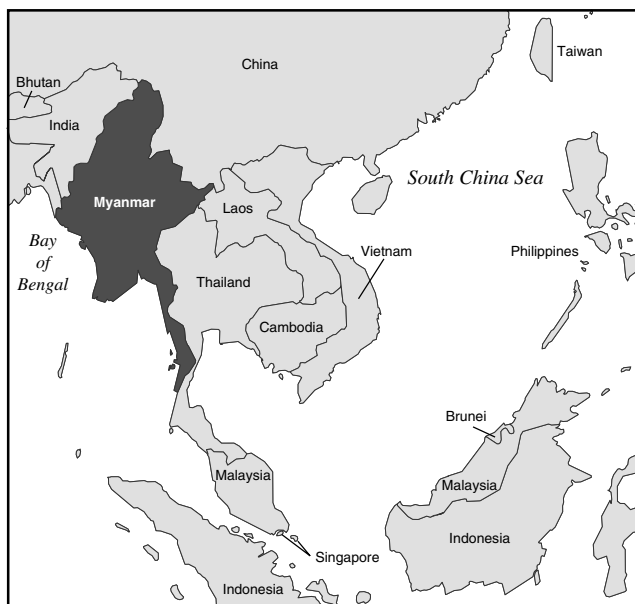 Taiwan
China
Bhutan
India
South China Sea
Myanmar
Laos
Bay
of
Bengal
Vietnam
Philippines
Thailand
Cambodia
Brunei
Malaysia
Malaysia
Indonesia
Singapore
Indonesia